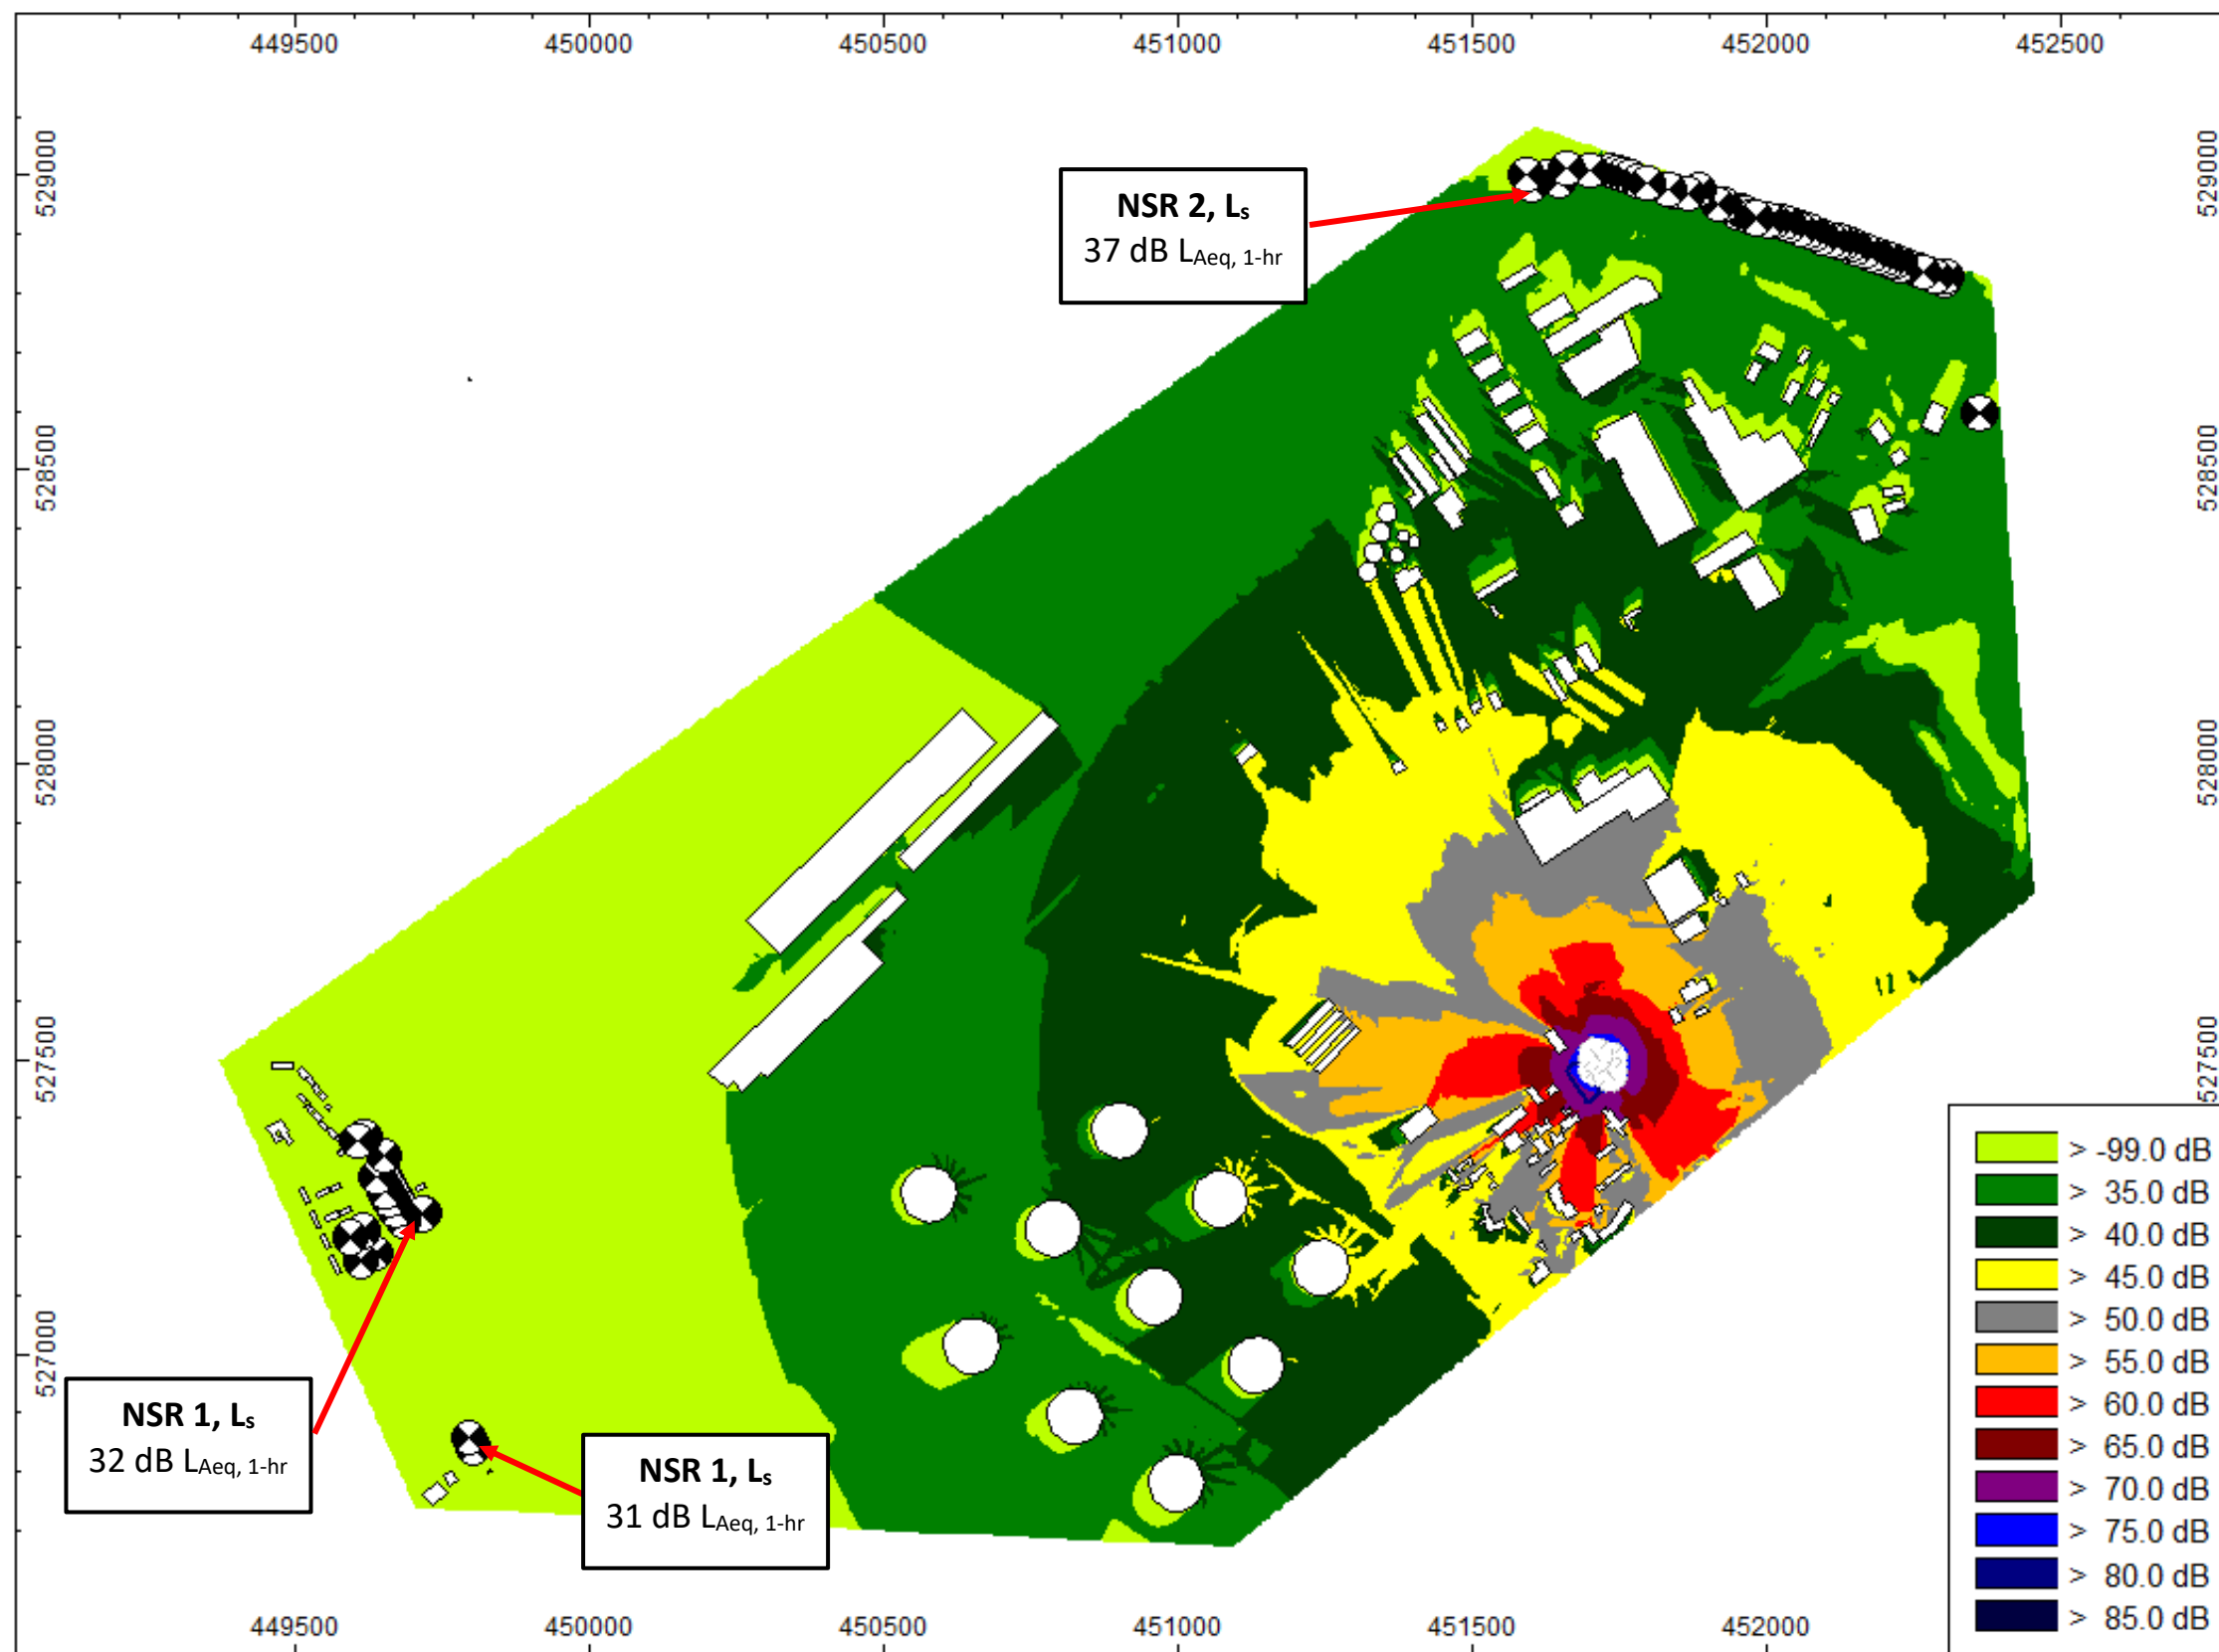 449500 450000 450500 451000 451500 452000 452500
529000 529000
NSR 2, Ls
37 dB LAeq, 1-hr
528500 528500
528000 528000
527500 527500
527000
NSR 1, Ls
32 dB LAeq, 1-hr
NSR 1, Ls
31 dB LAeq, 1-hr
> -99.0 dB
> 35.0 dB
> 40.0 dB
> 45.0 dB
> 50.0 dB
> 55.0 dB
> 60.0 dB
> 65.0 dB
> 70.0 dB
> 75.0 dB
> 80.0 dB
> 85.0 dB
449500 450000 450500 451000 451500 452000